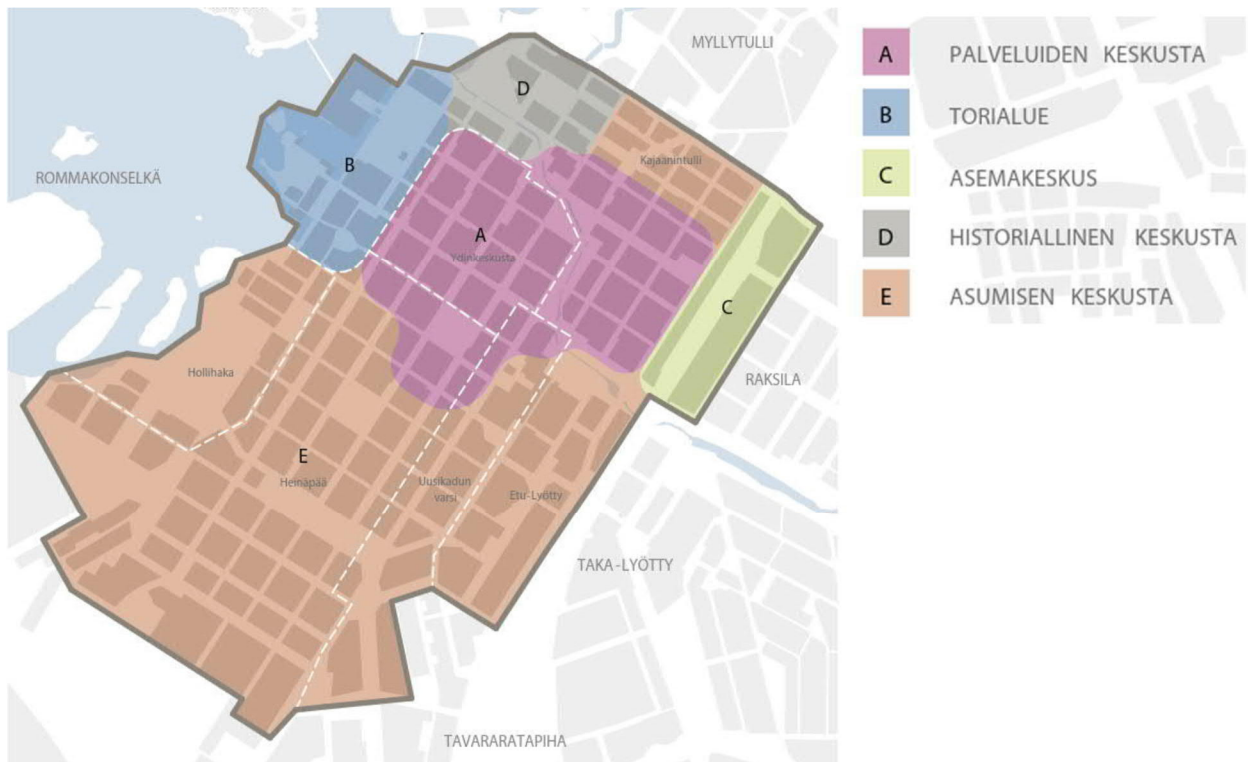 MYLLYTULLI
D
Kajaanintulli
B
ROMMAKONSELKÄ
A
Ydinkeskusta
C
Hollihaka
RAKSILA
E
Heinäpää
Uusikadun
varsi
Etu-Lyötty
TAKA-LYÖTTY
TAVARARATAPIHA
A PALVELUIDEN KESKUSTA
B TORIALUE
C ASEMAKESKUS
D HISTORIALLINEN KESKUSTA
E ASUMISEN KESKUSTA